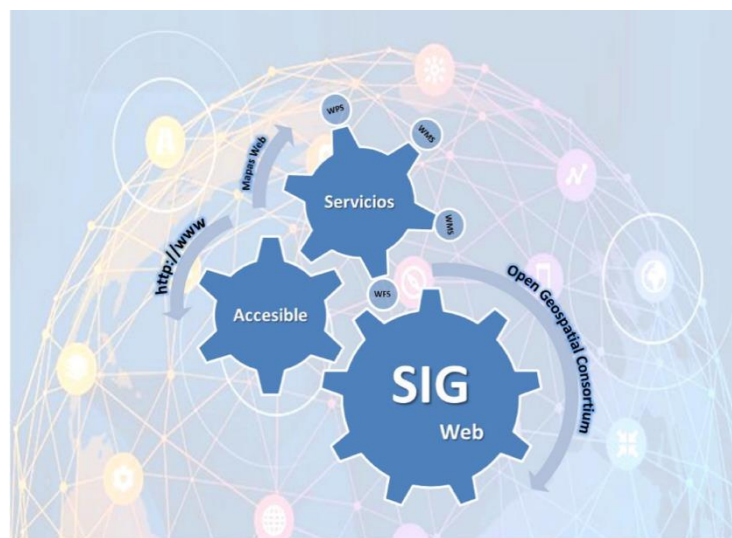 WPS
WMS
Mapas Web
Servicios
WMS
http://www
WFS
Accesible
Open Geospatial Consortium
SIG
Web